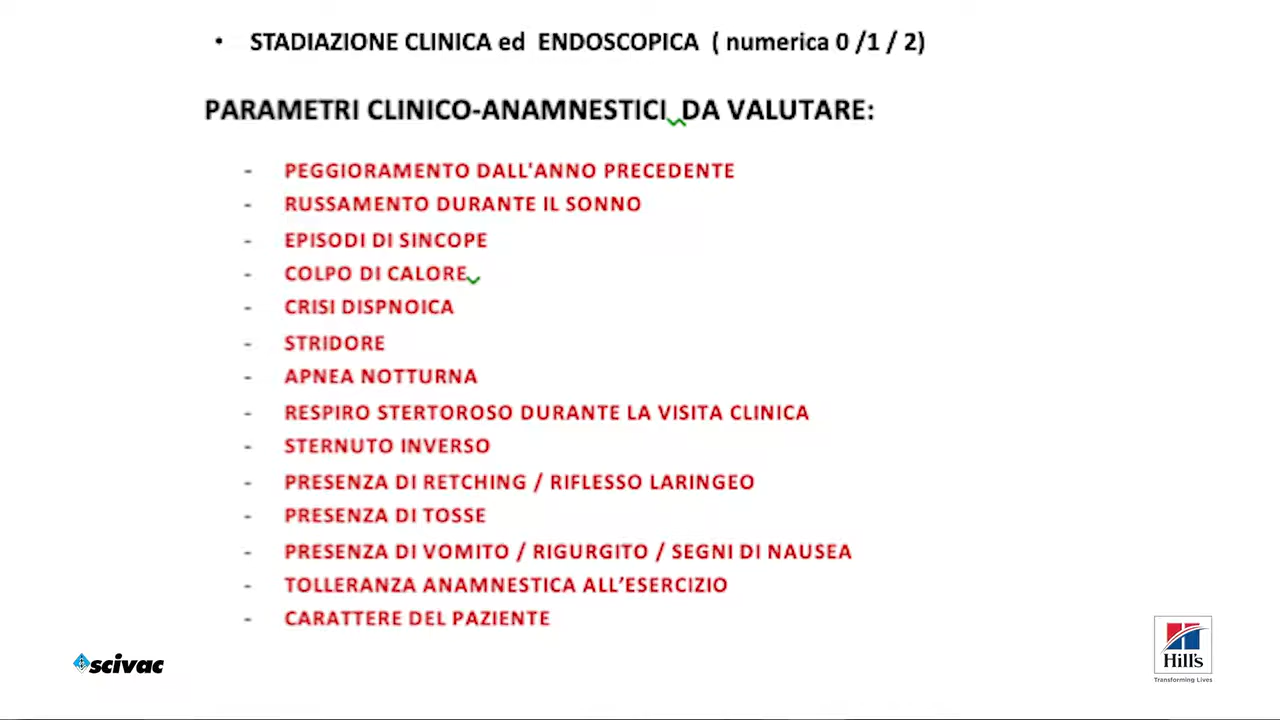 • STADIAZIONE CLINICA ed ENDOSCOPICA ( numerica 0 /1 / 2)
PARAMETRI CLINICO-ANAMNESTICI DA VALUTARE:
- PEGGIORAMENTO DALL'ANNO PRECEDENTE
- RUSSAMENTO DURANTE IL SONNO
- EPISODI DI SINCOPE
- COLPO DI CALORE
- CRISI DISPNOICA
- STRIDORE
- APNEA NOTTURNA
- RESPIRO STERTOROSO DURANTE LA VISITA CLINICA
- STERNUTO INVERSO
- PRESENZA DI RETCHING / RIFLESSO LARINGEO
- PRESENZA DI TOSSE
- PRESENZA DI VOMITO / RIGURGITO / SEGNI DI NAUSEA
- TOLLERANZA ANAMNESTICA ALL’ESERCIZIO
- CARATTERE DEL PAZIENTE
scivac
Hill's
Transforming Lives